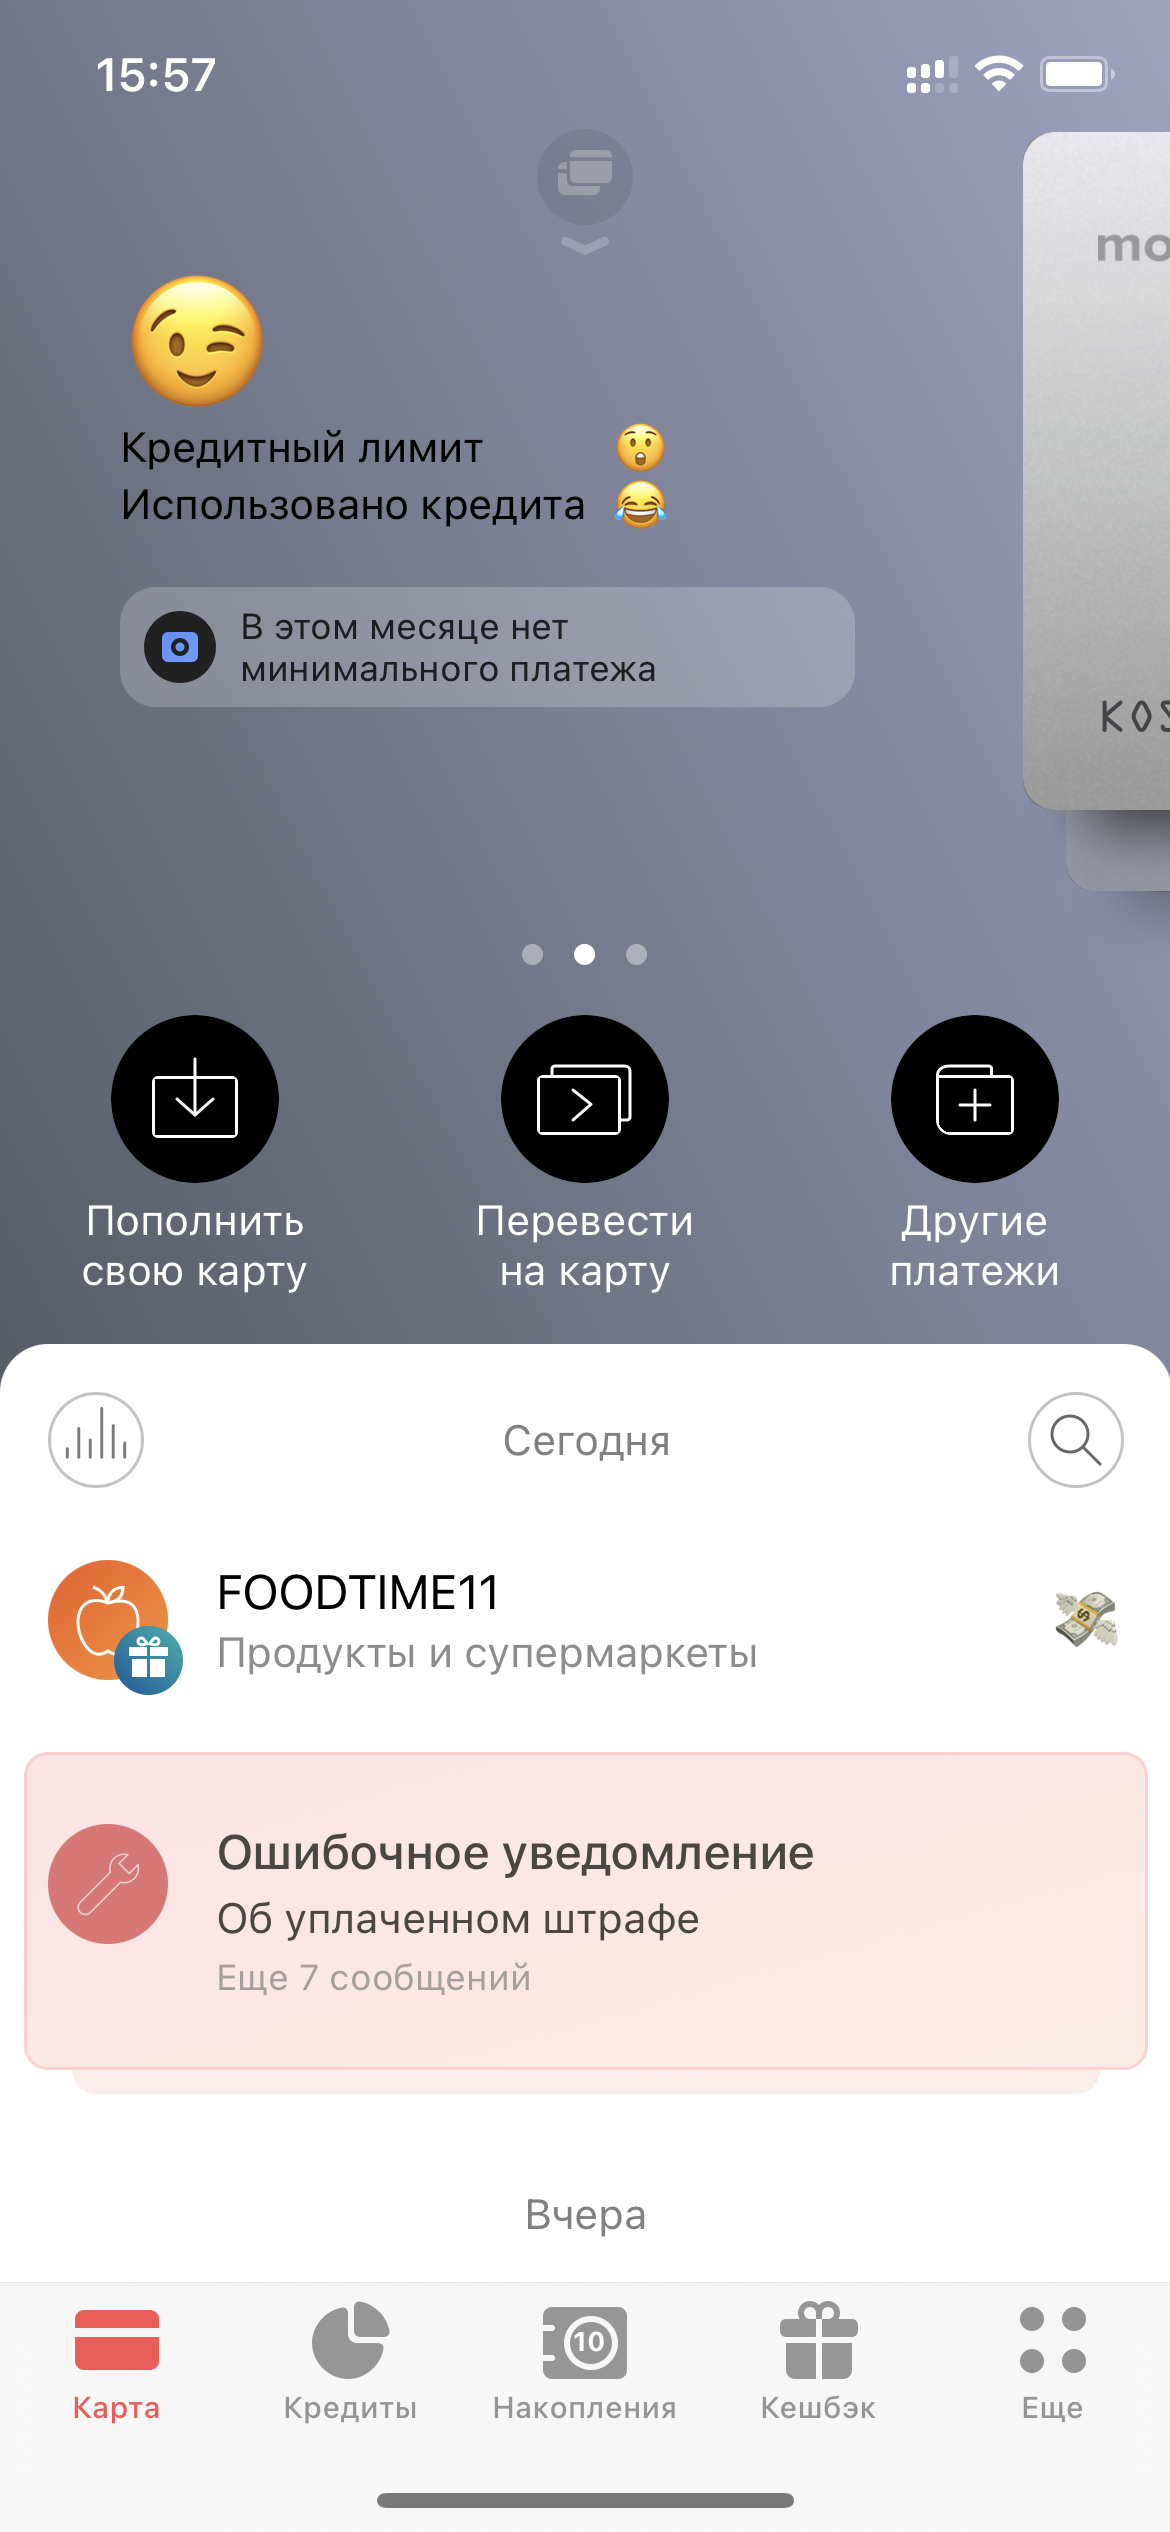 15:57
mo
Кредитный лимит
Использовано кредита
В этом месяце нет
минимального платежа
KOS
Пополнить
свою карту
Перевести
на карту
Другие
платежи
Сегодня
FOODTIME11
Продукты и супермаркеты
Ошибочное уведомление
Об уплаченном штрафе
Еще 7 сообщений
Вчера
10
Карта
Кредиты
Накопления
Кешбэк
Еще